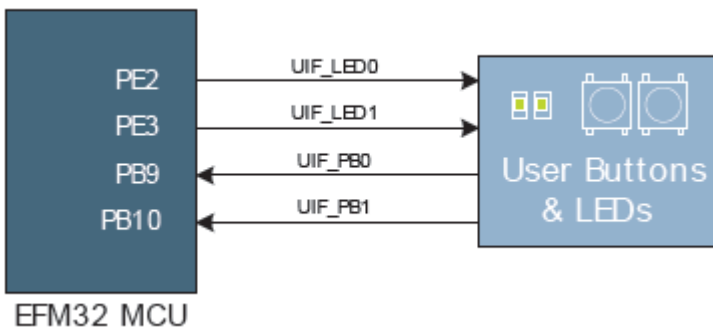 PE2
UIF_LED0
PE3
UIF_LED1
PB9
UIF_PB0
PB10
UIF_PB1
User Buttons
& LEDs
EFM32 MCU